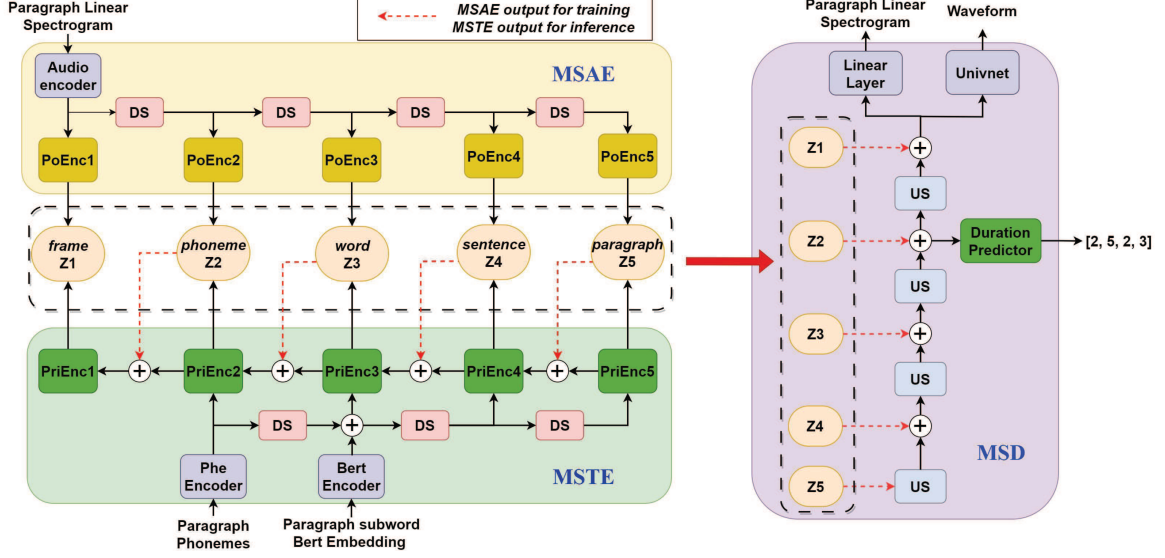 Paragraph Linear
Spectrogram
MSAE output for training
MSTE output for inference
Audio
encoder
MSAE
DS
DS
DS
DS
PoEnc1
PoEnc2
PoEnc3
PoEnc4
PoEnc5
frame
Z1
phoneme
Z2
word
Z3
sentence
Z4
paragraph
Z5
PriEnc1
PriEnc2
PriEnc3
PriEnc4
PriEnc5
DS
DS
DS
Phe
Encoder
Bert
Encoder
MSTE
Paragraph
Phonemes
Paragraph subword
Bert Embedding
Paragraph Linear
Spectrogram
Waveform
Linear
Layer
Univnet
Z1
US
Z2
Duration
Predictor
[2, 5, 2, 3]
US
Z3
US
Z4
MSD
Z5
US